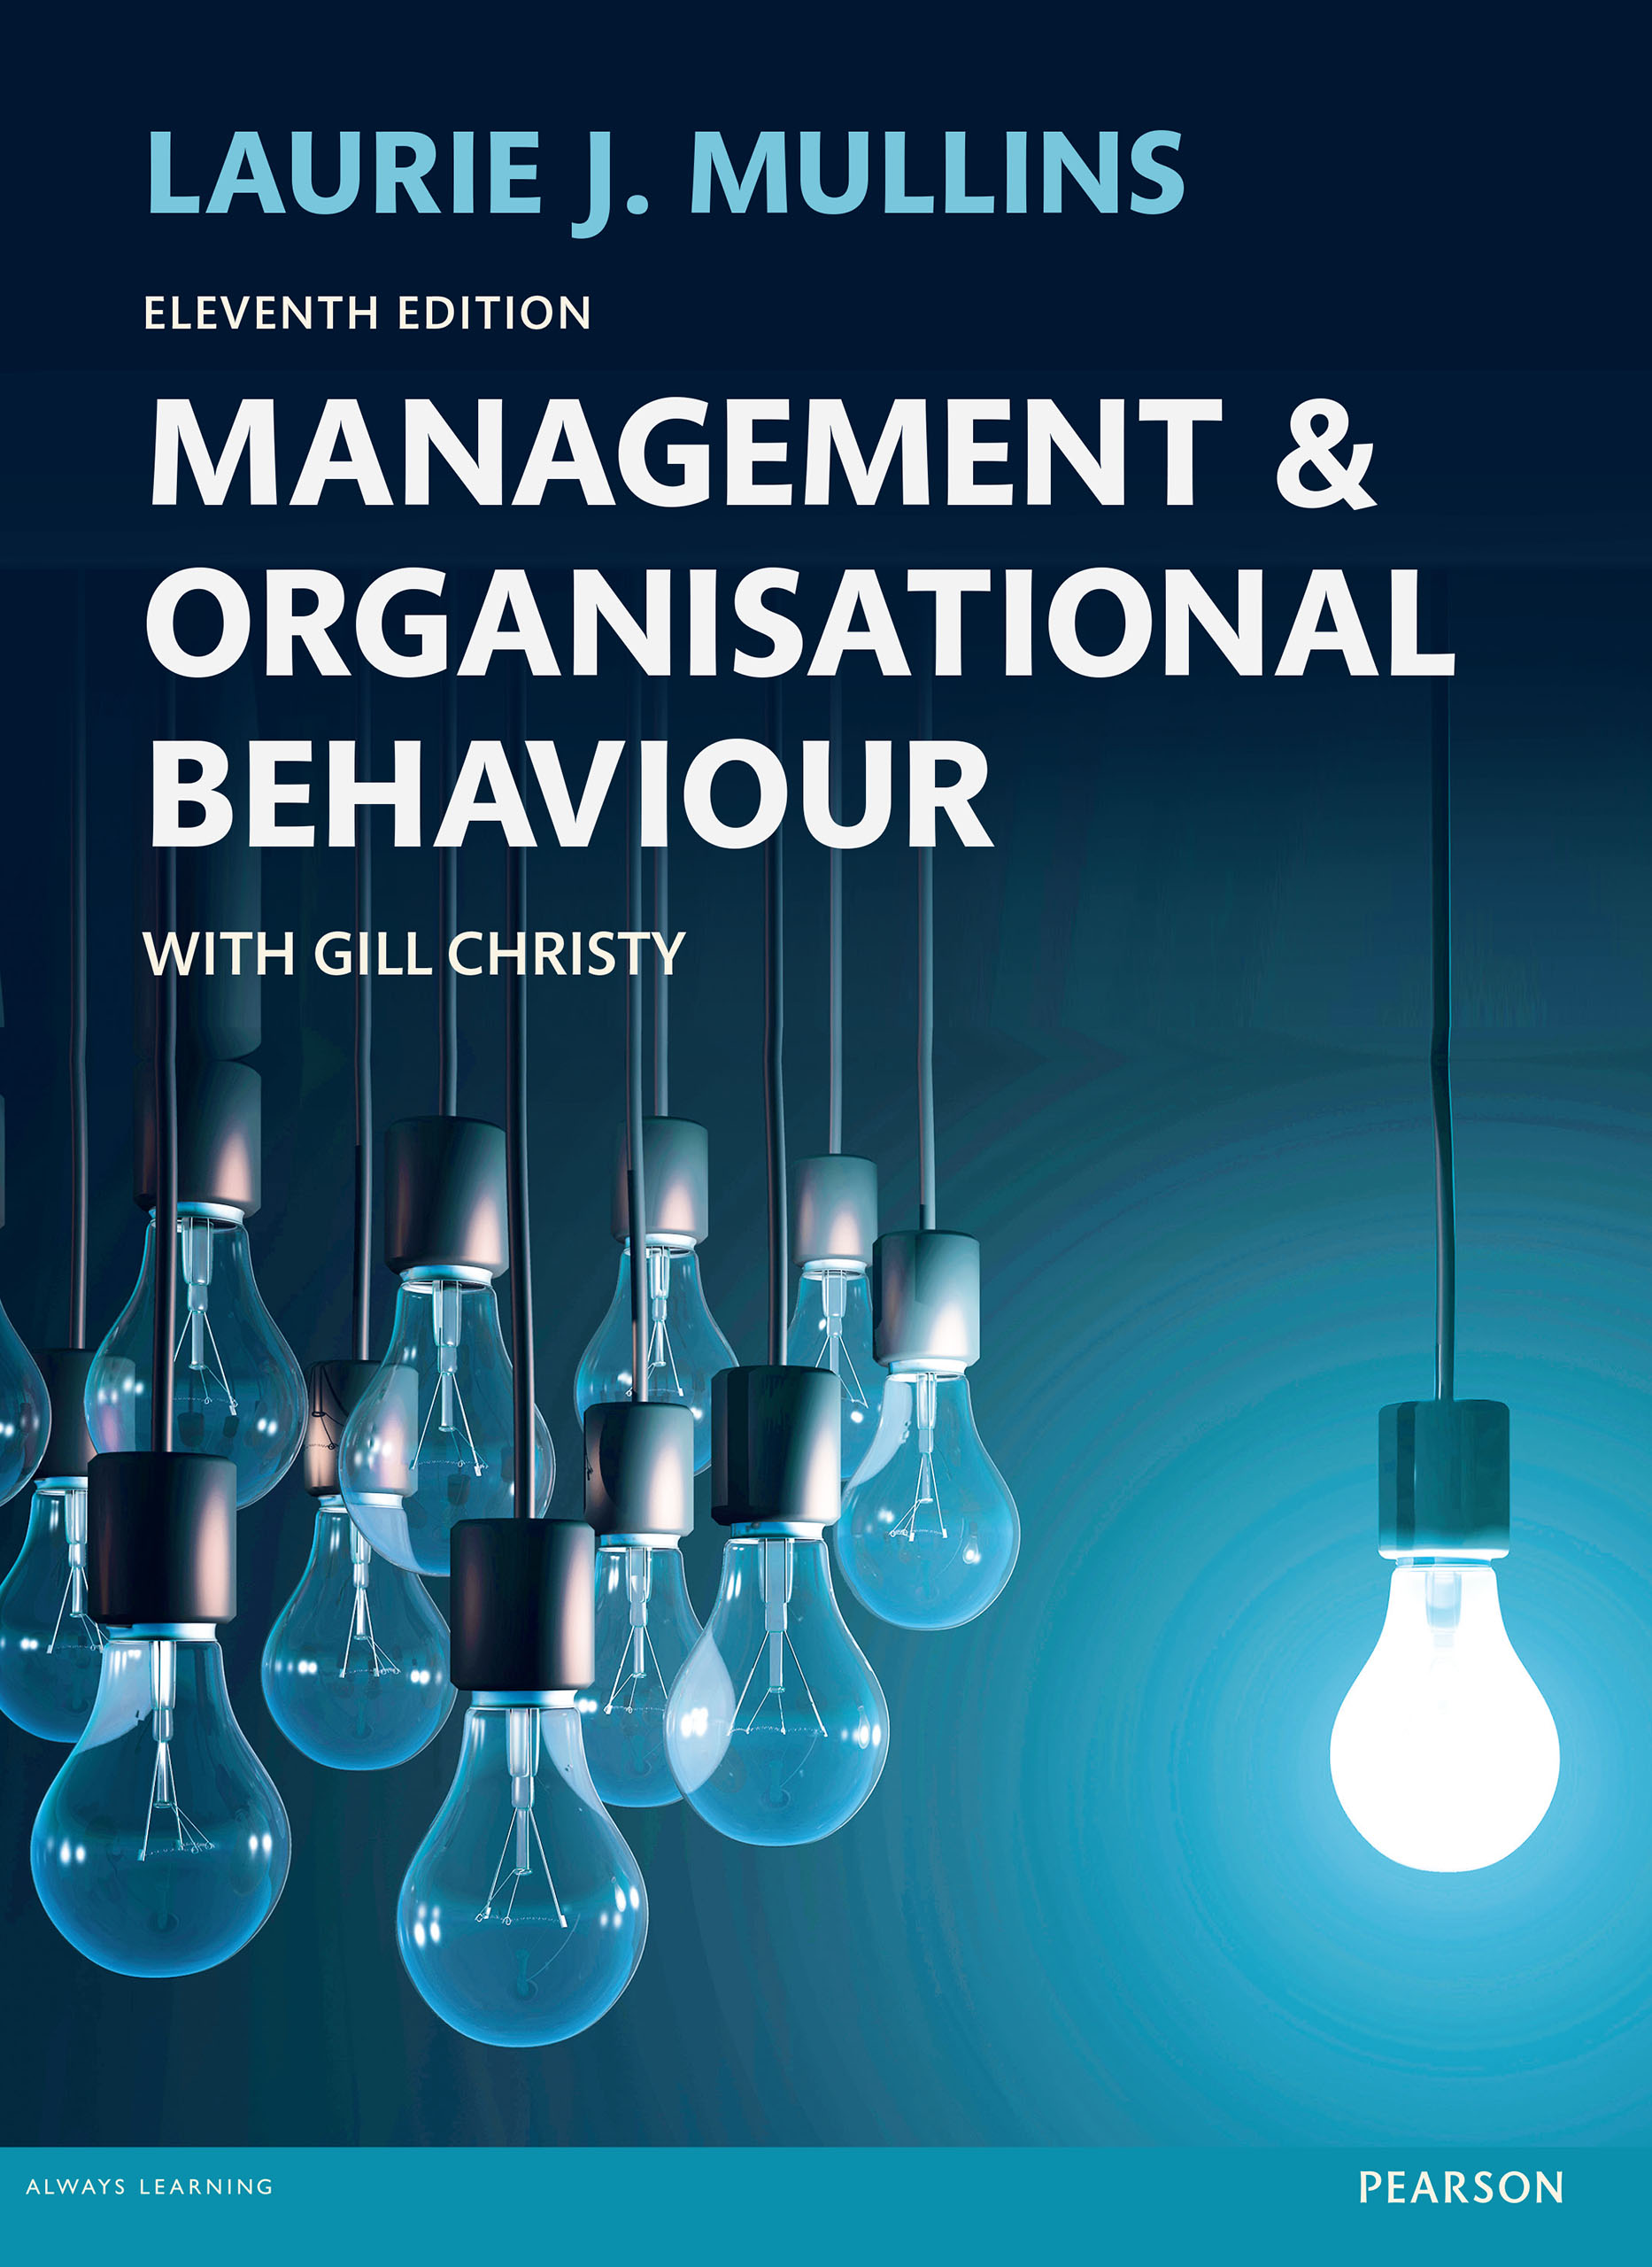 LAURIE J. MULLINS
ELEVENTH EDITION
MANAGEMENT &
ORGANISATIONAL
BEHAVIOUR
WITH GILL CHRISTY
ALWAYS LEARNING
PEARSON